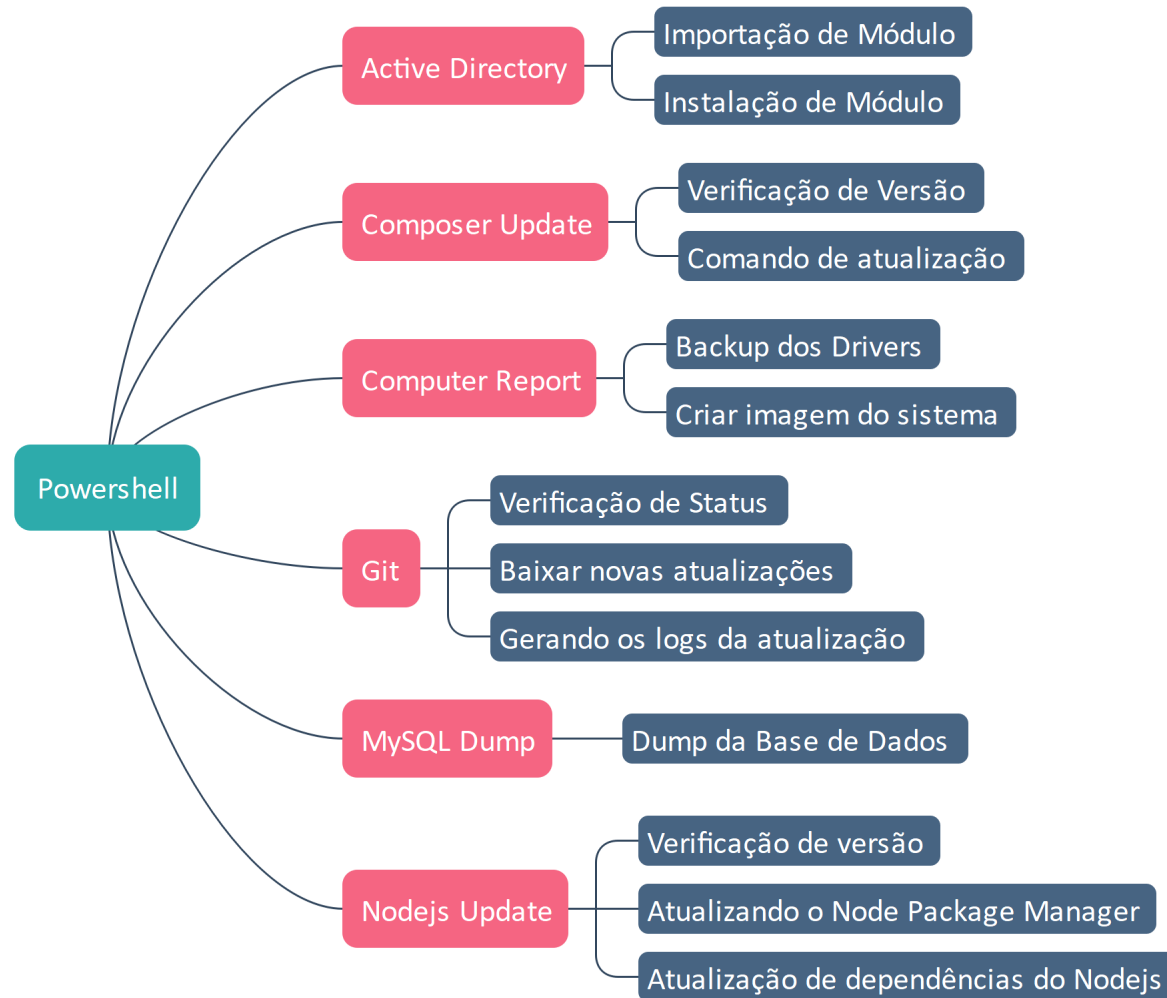 Powershell
Active Directory
Importação de Módulo
Instalação de Módulo
Composer Update
Verificação de Versão
Comando de atualização
Computer Report
Backup dos Drivers
Criar imagem do sistema
Git
Verificação de Status
Baixar novas atualizações
Gerando os logs da atualização
MySQL Dump
Dump da Base de Dados
Nodejs Update
Verificação de versão
Atualizando o Node Package Manager
Atualização de dependências do Nodejs